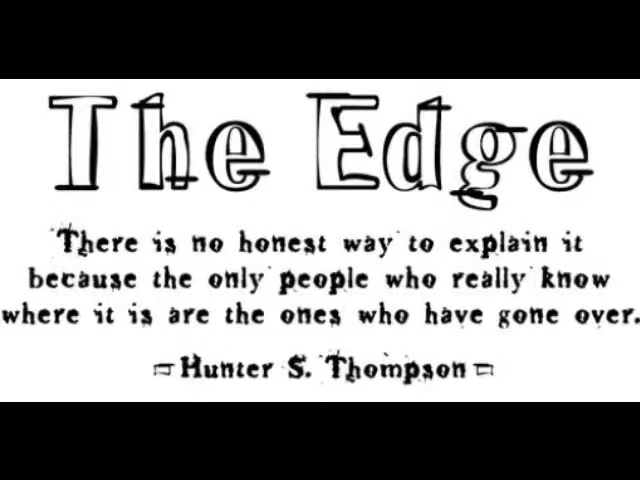 The Edge
There is no honest way to explain it
because the only people who really know
where it is are the ones who have gone over.
Hunter S. Thompson